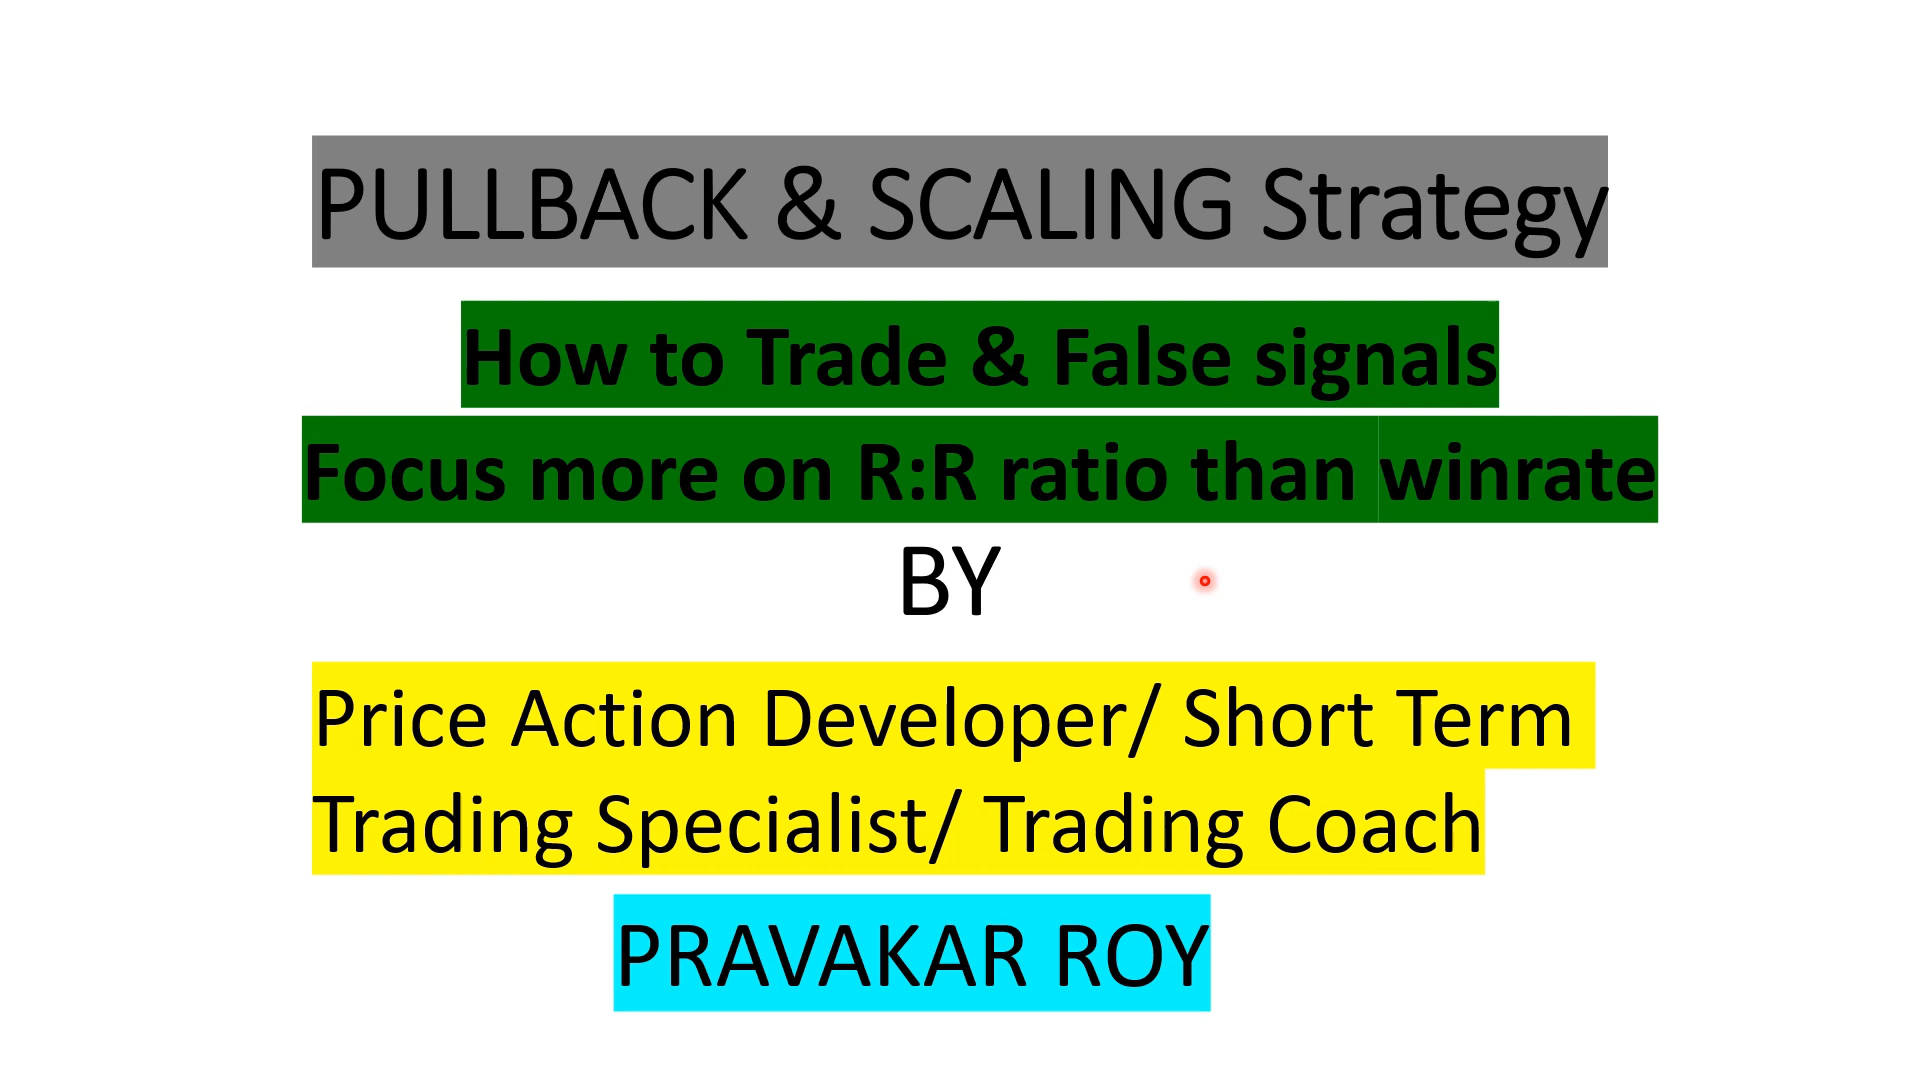 PULLBACK & SCALING Strategy
How to Trade & False signals
Focus more on R:R ratio than winrate
BY
Price Action Developer/ Short Term
Trading Specialist/ Trading Coach
PRAVAKAR ROY